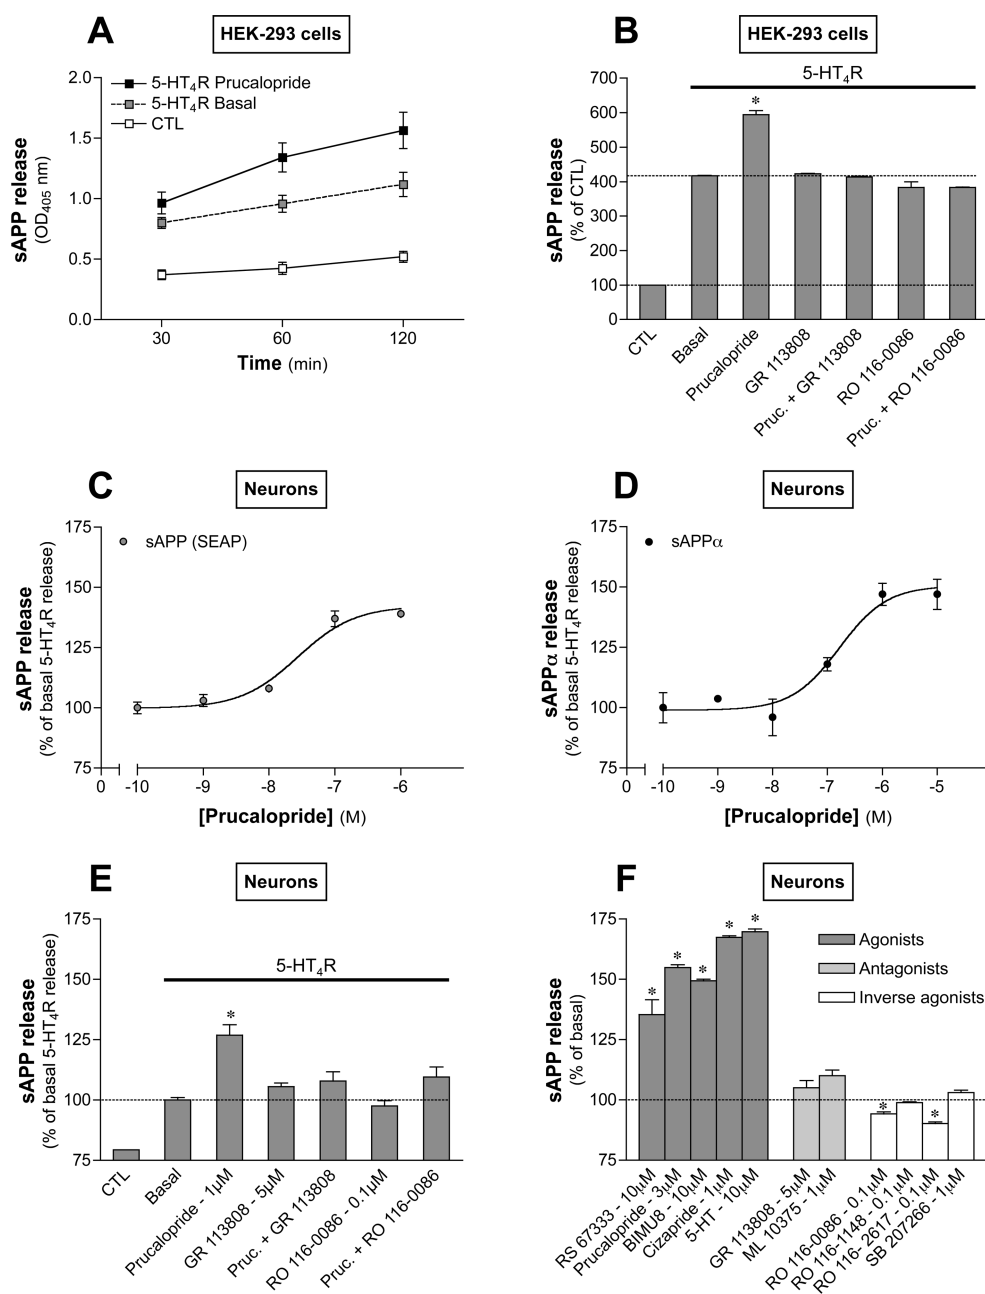 A
HEK-293 cells
5-HT4R Prucalopride
5-HT4R Basal
CTL
sAPP release
(OD405 nm)
2.0
1.5
1.0
0.5
0.0
30 60 120
Time (min)
B
HEK-293 cells
5-HT4R
*
sAPP release
(% of CTL)
700
600
500
400
300
200
100
0
CTL
Basal
Prucalopride
GR 113808
Pruc. + GR 113808
RO 116-0086
Pruc. + RO 116-0086
C
Neurons
sAPP (SEAP)
sAPP release
(% of basal 5-HT4R release)
175
150
125
100
75
0 -10 -9 -8 -7 -6
[Prucalopride] (M)
D
Neurons
sAPPα
sAPPα release
(% of basal 5-HT4R release)
175
150
125
100
75
0 -10 -9 -8 -7 -6 -5
[Prucalopride] (M)
E
Neurons
5-HT4R
*
sAPP release
(% of basal 5-HT4R release)
175
150
125
100
75
CTL
Basal
Prucalopride - 1µM
GR 113808 - 5µM
Pruc. + GR 113808
RO 116-0086 - 0.1µM
Pruc. + RO 116-0086
F
Neurons
Agonists
Antagonists
Inverse agonists
* * * * *
* *
sAPP release
(% of basal)
175
150
125
100
75
RS 67333 - 10µM
Prucalopride - 3µM
BIMU8 - 10µM
Cizapride - 1µM
5-HT - 10µM
GR 113808 - 5µM
ML 10375 - 1µM
RO 116-0086 - 0.1µM
RO 116-1148 - 0.1µM
RO 116- 2617 - 0.1µM
SB 207266 - 1µM